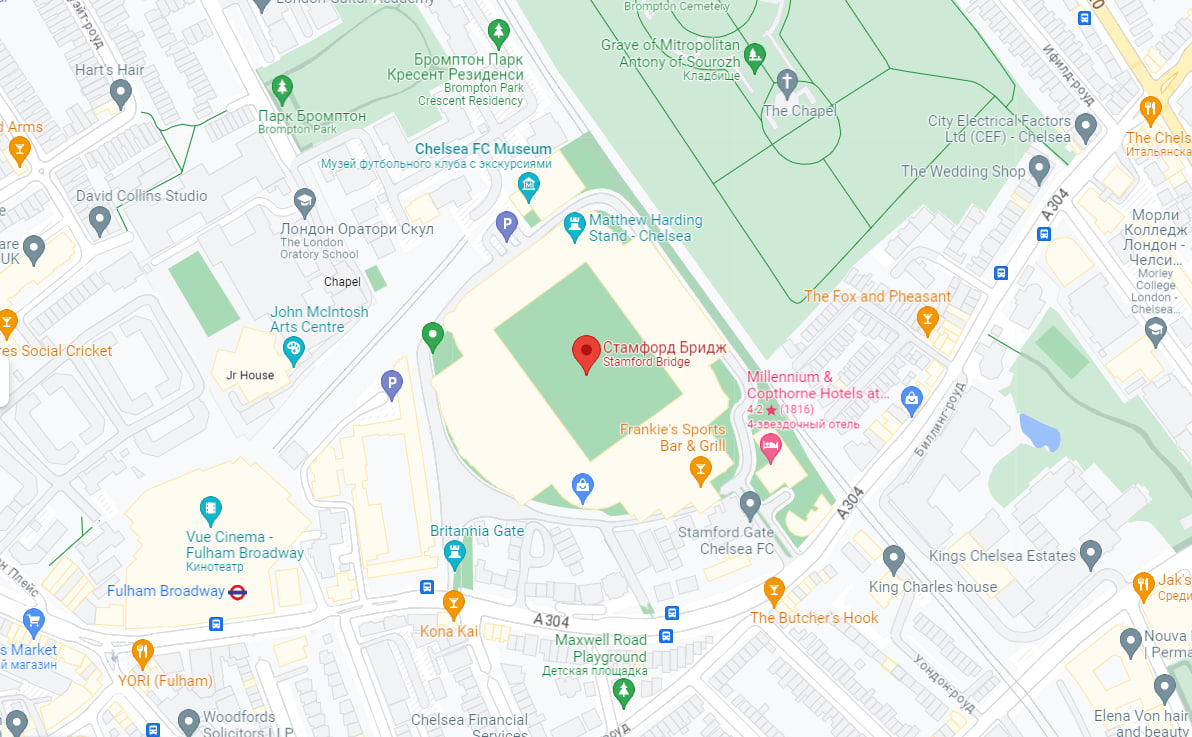 London Cultural Academy
Brompton Cemetery
Grave of Mitropolitan
Antony of Sourozh
Кладбище
The Chapel
Ифилд-роуд
Hart's Hair
Бромптон Парк
Кресент Резиденси
Brompton Park
Crescent Residency
Парк Бромптон
Brompton Park
Arms
City Electrical Factors
Ltd (CEF) - Chelsea
The Chels
Итальянска
The Wedding Shop
A304
Chelsea FC Museum
Музей футбольного клуба с экскурсиями
David Collins Studio
P
Matthew Harding
Stand - Chelsea
Лондон Оратори Скул
The London
Oratory School
Chapel
Морли
Колледж
Лондон -
Челси...
Morley
College
London -
Chelsea...
UK
The Fox and Pheasant
John McIntosh
Arts Centre
Social Cricket
Jr House
P
Стамфорд Бридж
Stamford Bridge
Millennium &
Copthorne Hotels at...
4,2 ★ (1816)
4-звездочный отель
Биллинг-роуд
Frankie's Sports
Bar & Grill
A304
Stamford Gate
Chelsea FC
Britannia Gate
Vue Cinema -
Fulham Broadway
Кинотеатр
Fulham Broadway
Плейс
Kings Chelsea Estates
King Charles house
Jak's
Среди
The Butcher's Hook
Kona Kai
A304
Maxwell Road
Playground
Детская площадка
s Market
й магазин
YORI (Fulham)
Уондон-роуд
Nouva
| Perma
Woodfords
Solicitors LLP
Chelsea Financial
Services
Elena Von hair
and beauty